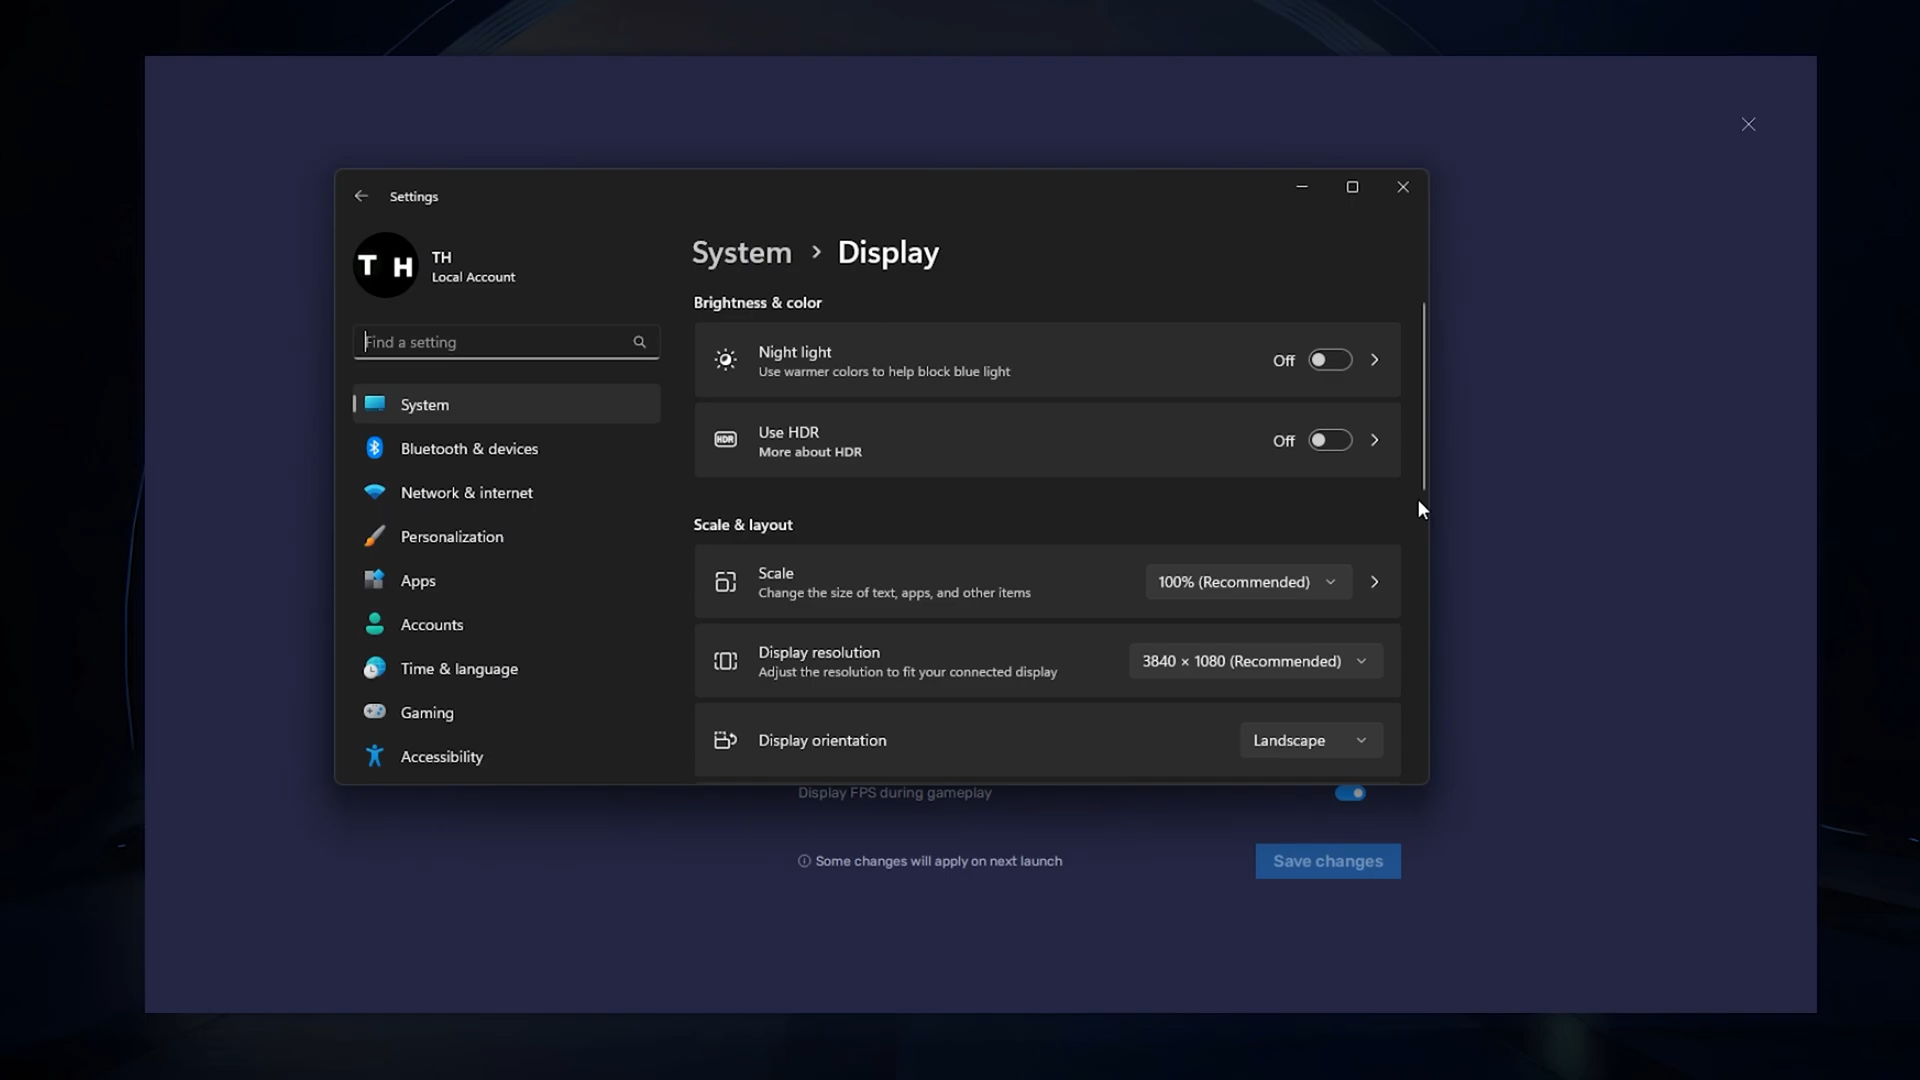 Settings
T H
TH
Local Account
Find a setting
System
Bluetooth & devices
Network & internet
Personalization
Apps
Accounts
Time & language
Gaming
Accessibility
System > Display
Brightness & color
Night light
Use warmer colors to help block blue light
Off
HDR
Use HDR
More about HDR
Off
Scale & layout
Scale
Change the size of text, apps, and other items
100% (Recommended)
Display resolution
Adjust the resolution to fit your connected display
3840 × 1080 (Recommended)
Display orientation
Landscape
Display FPS during gameplay
Some changes will apply on next launch
Save changes